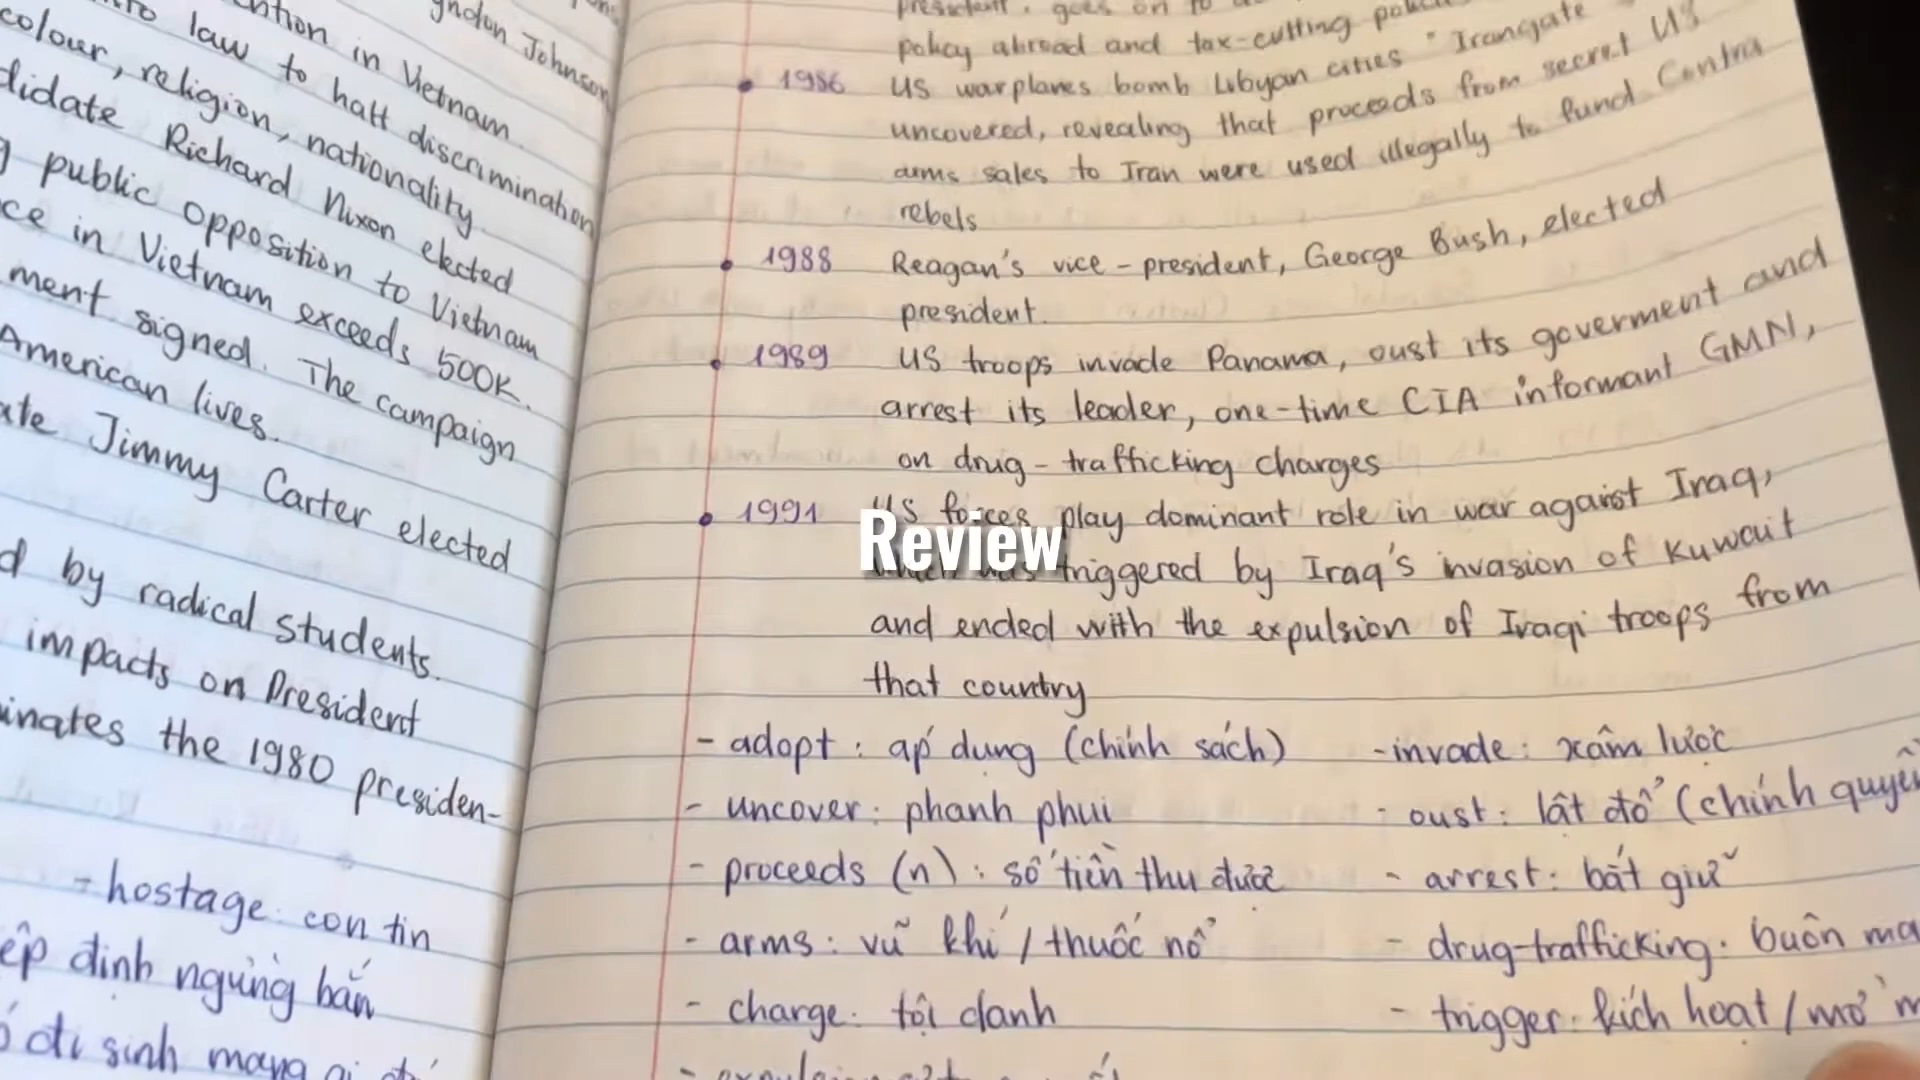 ention in Vietnam
law to halt discrimination
colour, religion, nationality.
didate Richard Nixon elected
g public opposition to Vietnam
ce in Vietnam exceeds 500K.
ment signed. The campaign
American lives.
ate Jimmy Carter elected
d by radical students.
impacts on President
inates the 1980 presiden-
- hostage: con tin
ệp định ngừng bắn
đi sinh mạng
Johnson
president, goes on to
policy abroad and tax-cutting
1986 US warplanes bomb Libyan cities "Irangate
uncovered, revealing that proceeds from secret US
arms sales to Iran were used illegally to fund Contra
rebels
1988 Reagan's vice-president, George Bush, elected
president.
1989 US troops invade Panama, oust its goverment and
arrest its leader, one-time CIA informant GMN,
on drug-trafficking charges
1991 US forces play dominant role in war against Iraq,
Review
triggered by Iraq's invasion of Kuwait
and ended with the expulsion of Iraqi troops from
that country
- adopt: áp dụng (chính sách) - invade: xâm lược
- uncover: phanh phui - oust: lật đổ (chính quyề
- proceeds (n): số tiền thu được - arrest: bắt giữ
- arms: vũ khí / thuốc nổ - drug-trafficking: buôn ma
- charge: tội danh - trigger: kích hoạt / mở m